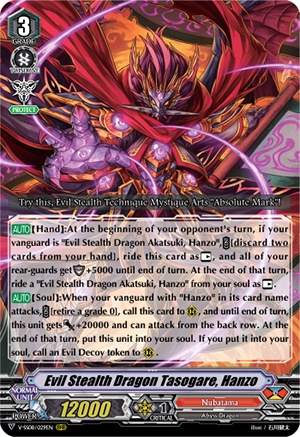 3
GRADE
PROTECT
Try this, Evil Stealth Technique Mystique Arts "Absolute Mark"!
AUTO [Hand]:At the beginning of your opponent's turn, if your
vanguard is "Evil Stealth Dragon Akatsuki, Hanzo", [discard two
cards from your hand], ride this card as, and all of your
rear-guards get +5000 until end of turn. At the end of that turn,
ride a "Evil Stealth Dragon Akatsuki, Hanzo" from your soul as.
AUTO [Soul]:When your vanguard with "Hanzo" in its card name
attacks, [retire a grade 0], call this card to, and until end of turn,
this unit gets +20000 and can attack from the back row. At the
end of that turn, put this unit into your soul. If you put it into your
soul, call an Evil Decoy token to.
V-SS08/029EN RRR
Evil Stealth Dragon Tasogare, Hanzo
NORMAL
UNIT
POWER
12000
1
CRITICAL
Nubatama
Abyss Dragon